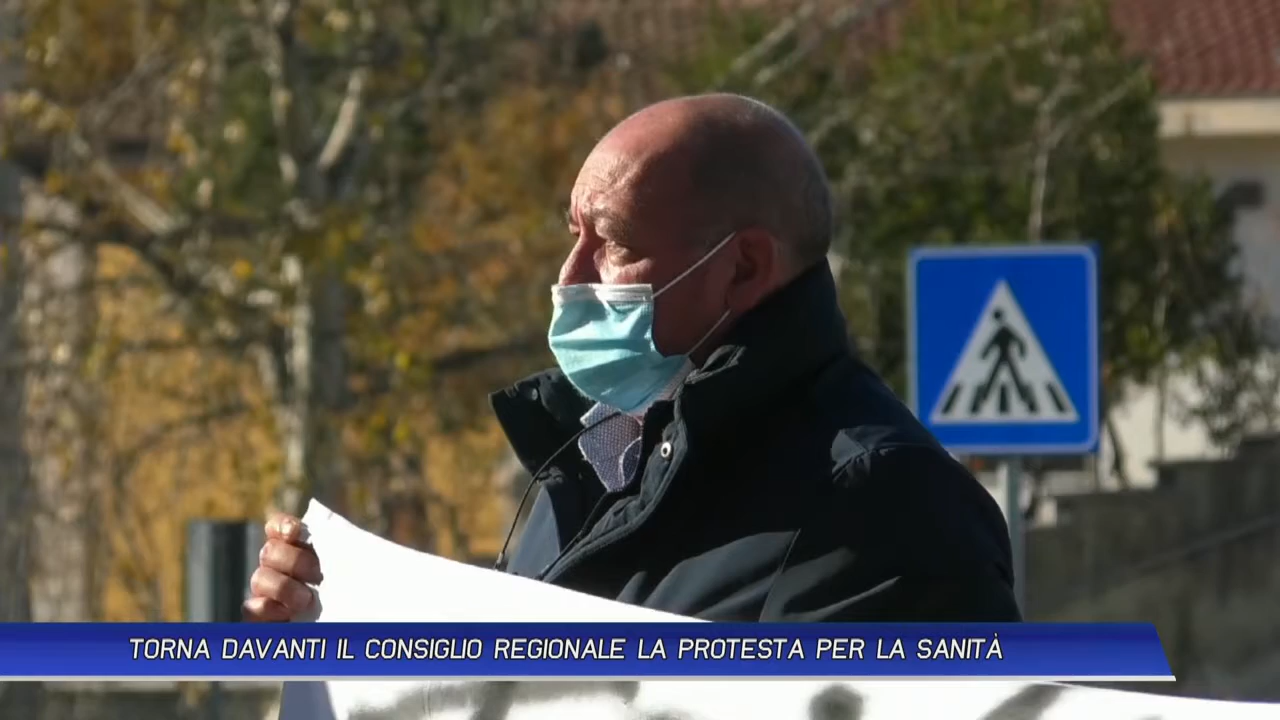 TORNA DAVANTI IL CONSIGLIO REGIONALE LA PROTESTA PER LA SANITÀ